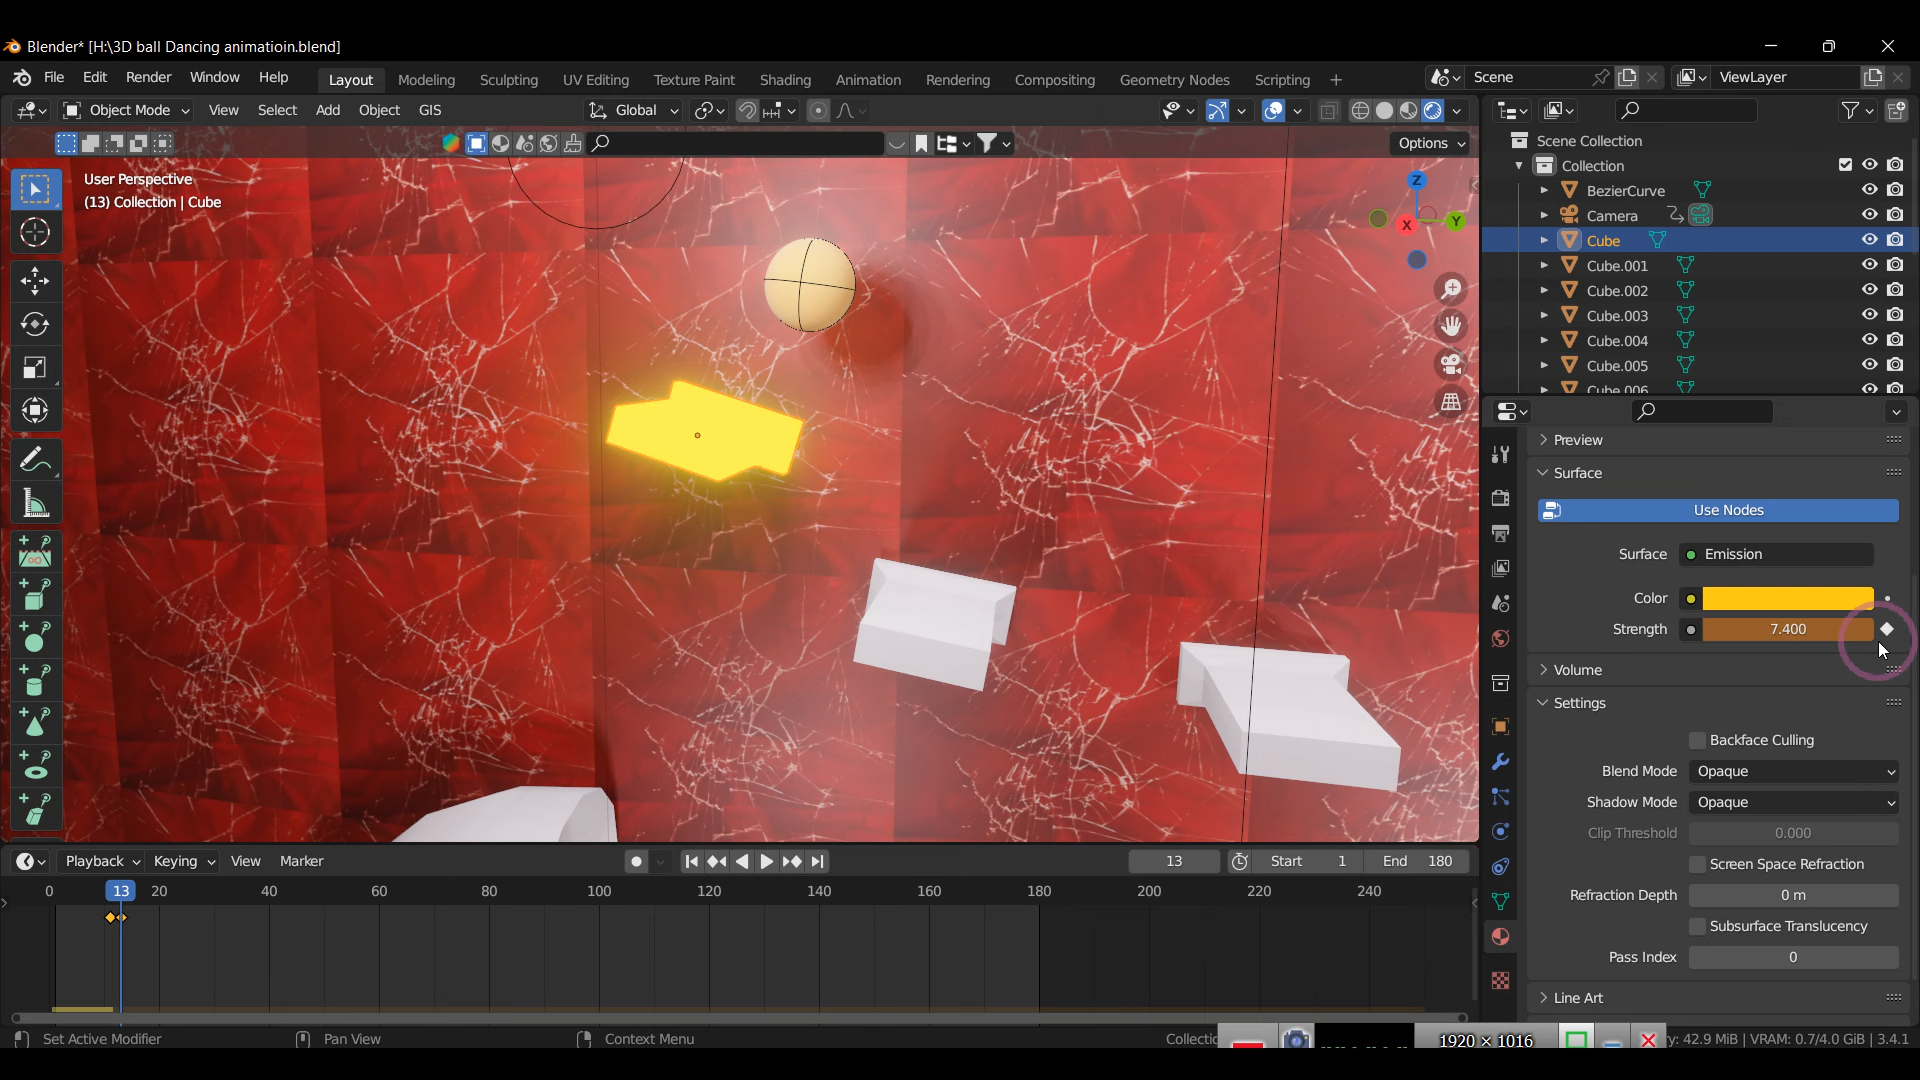 Blender* [H:\3D ball Dancing animatioin.blend]
File Edit Render Window Help Layout Modeling Sculpting UV Editing Texture Paint Shading Animation Rendering Compositing Geometry Nodes Scripting + Scene ViewLayer
Object Mode View Select Add Object GIS Global
Options
User Perspective
(13) Collection | Cube
Z
Y
X
Scene Collection
Collection
BezierCurve
Camera
Cube
Cube.001
Cube.002
Cube.003
Cube.004
Cube.005
Cube.006
Preview
Surface
Use Nodes
Surface Emission
Color
Strength 7.400
Volume
Settings
Backface Culling
Blend Mode Opaque
Shadow Mode Opaque
Clip Threshold 0.000
Screen Space Refraction
Refraction Depth 0 m
Subsurface Translucency
Pass Index 0
Line Art
Playback Keying View Marker 13 Start 1 End 180
0 13 20 40 60 80 100 120 140 160 180 200 220 240
Set Active Modifier Pan View Context Menu 1920 × 1016 42.9 MiB | VRAM: 0.7/4.0 GiB | 3.4.1